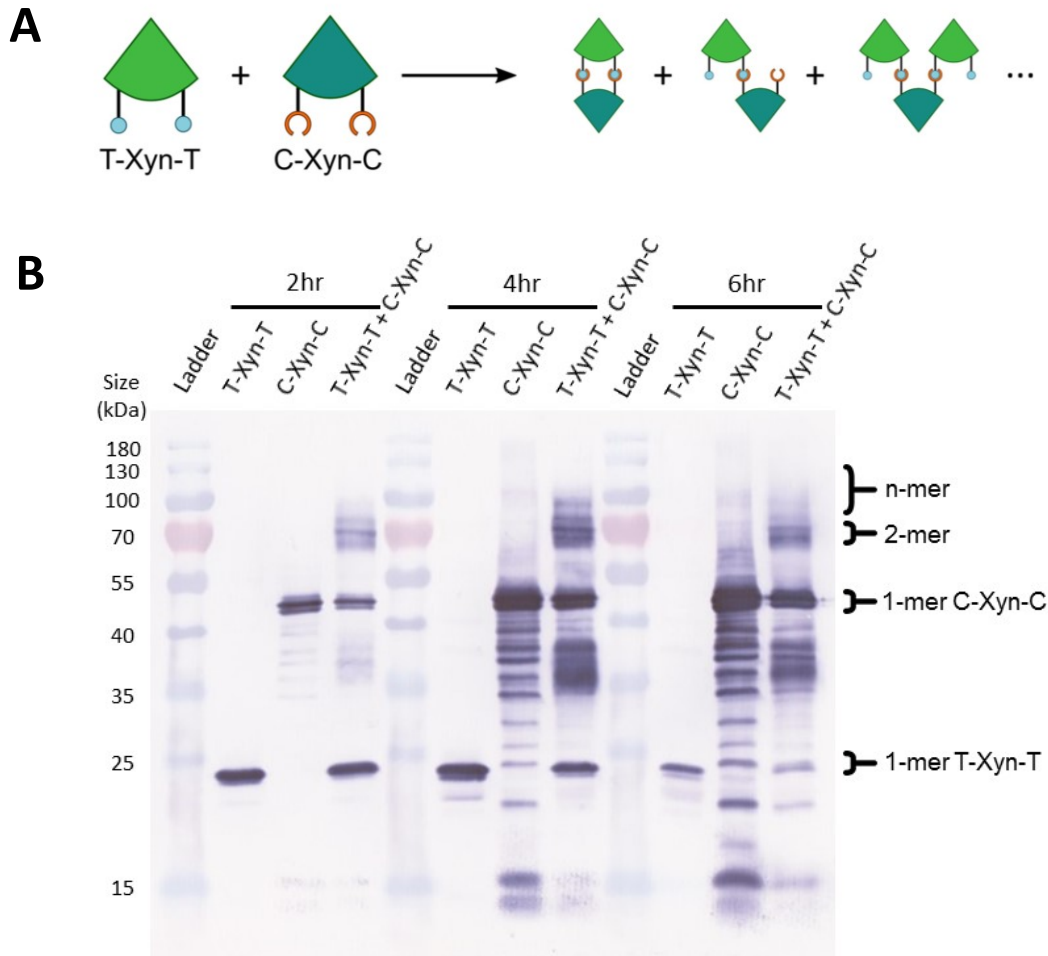 A
+
+
+
...
T-Xyn-T
C-Xyn-C
B
2hr
4hr
6hr
Ladder
T-Xyn-T
C-Xyn-C
T-Xyn-T + C-Xyn-C
Ladder
T-Xyn-T
C-Xyn-C
T-Xyn-T + C-Xyn-C
Ladder
T-Xyn-T
C-Xyn-C
T-Xyn-T + C-Xyn-C
Size
(kDa)
180
130
100
n-mer
70
2-mer
55
1-mer C-Xyn-C
40
35
25
1-mer T-Xyn-T
15